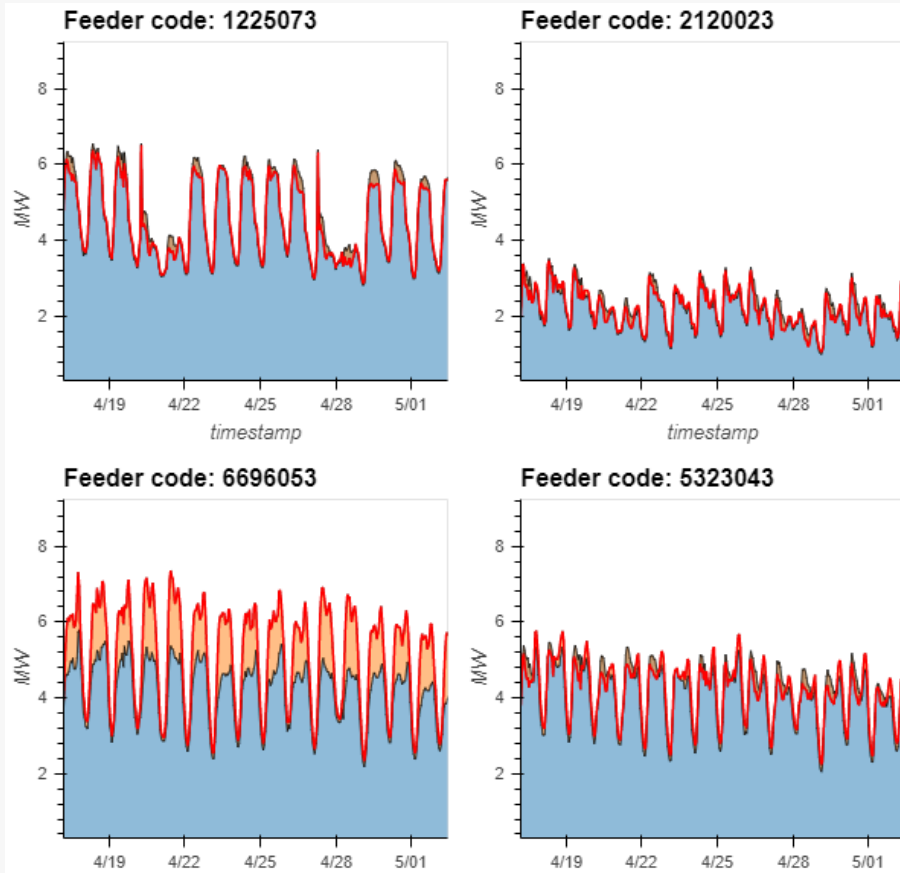 Feeder code: 1225073
8
6
4
2
MW
4/19 4/22 4/25 4/28 5/01
timestamp
Feeder code: 2120023
8
6
4
2
MW
4/19 4/22 4/25 4/28 5/01
timestamp
Feeder code: 6696053
8
6
4
2
MW
4/19 4/22 4/25 4/28 5/01
Feeder code: 5323043
8
6
4
2
MW
4/19 4/22 4/25 4/28 5/01